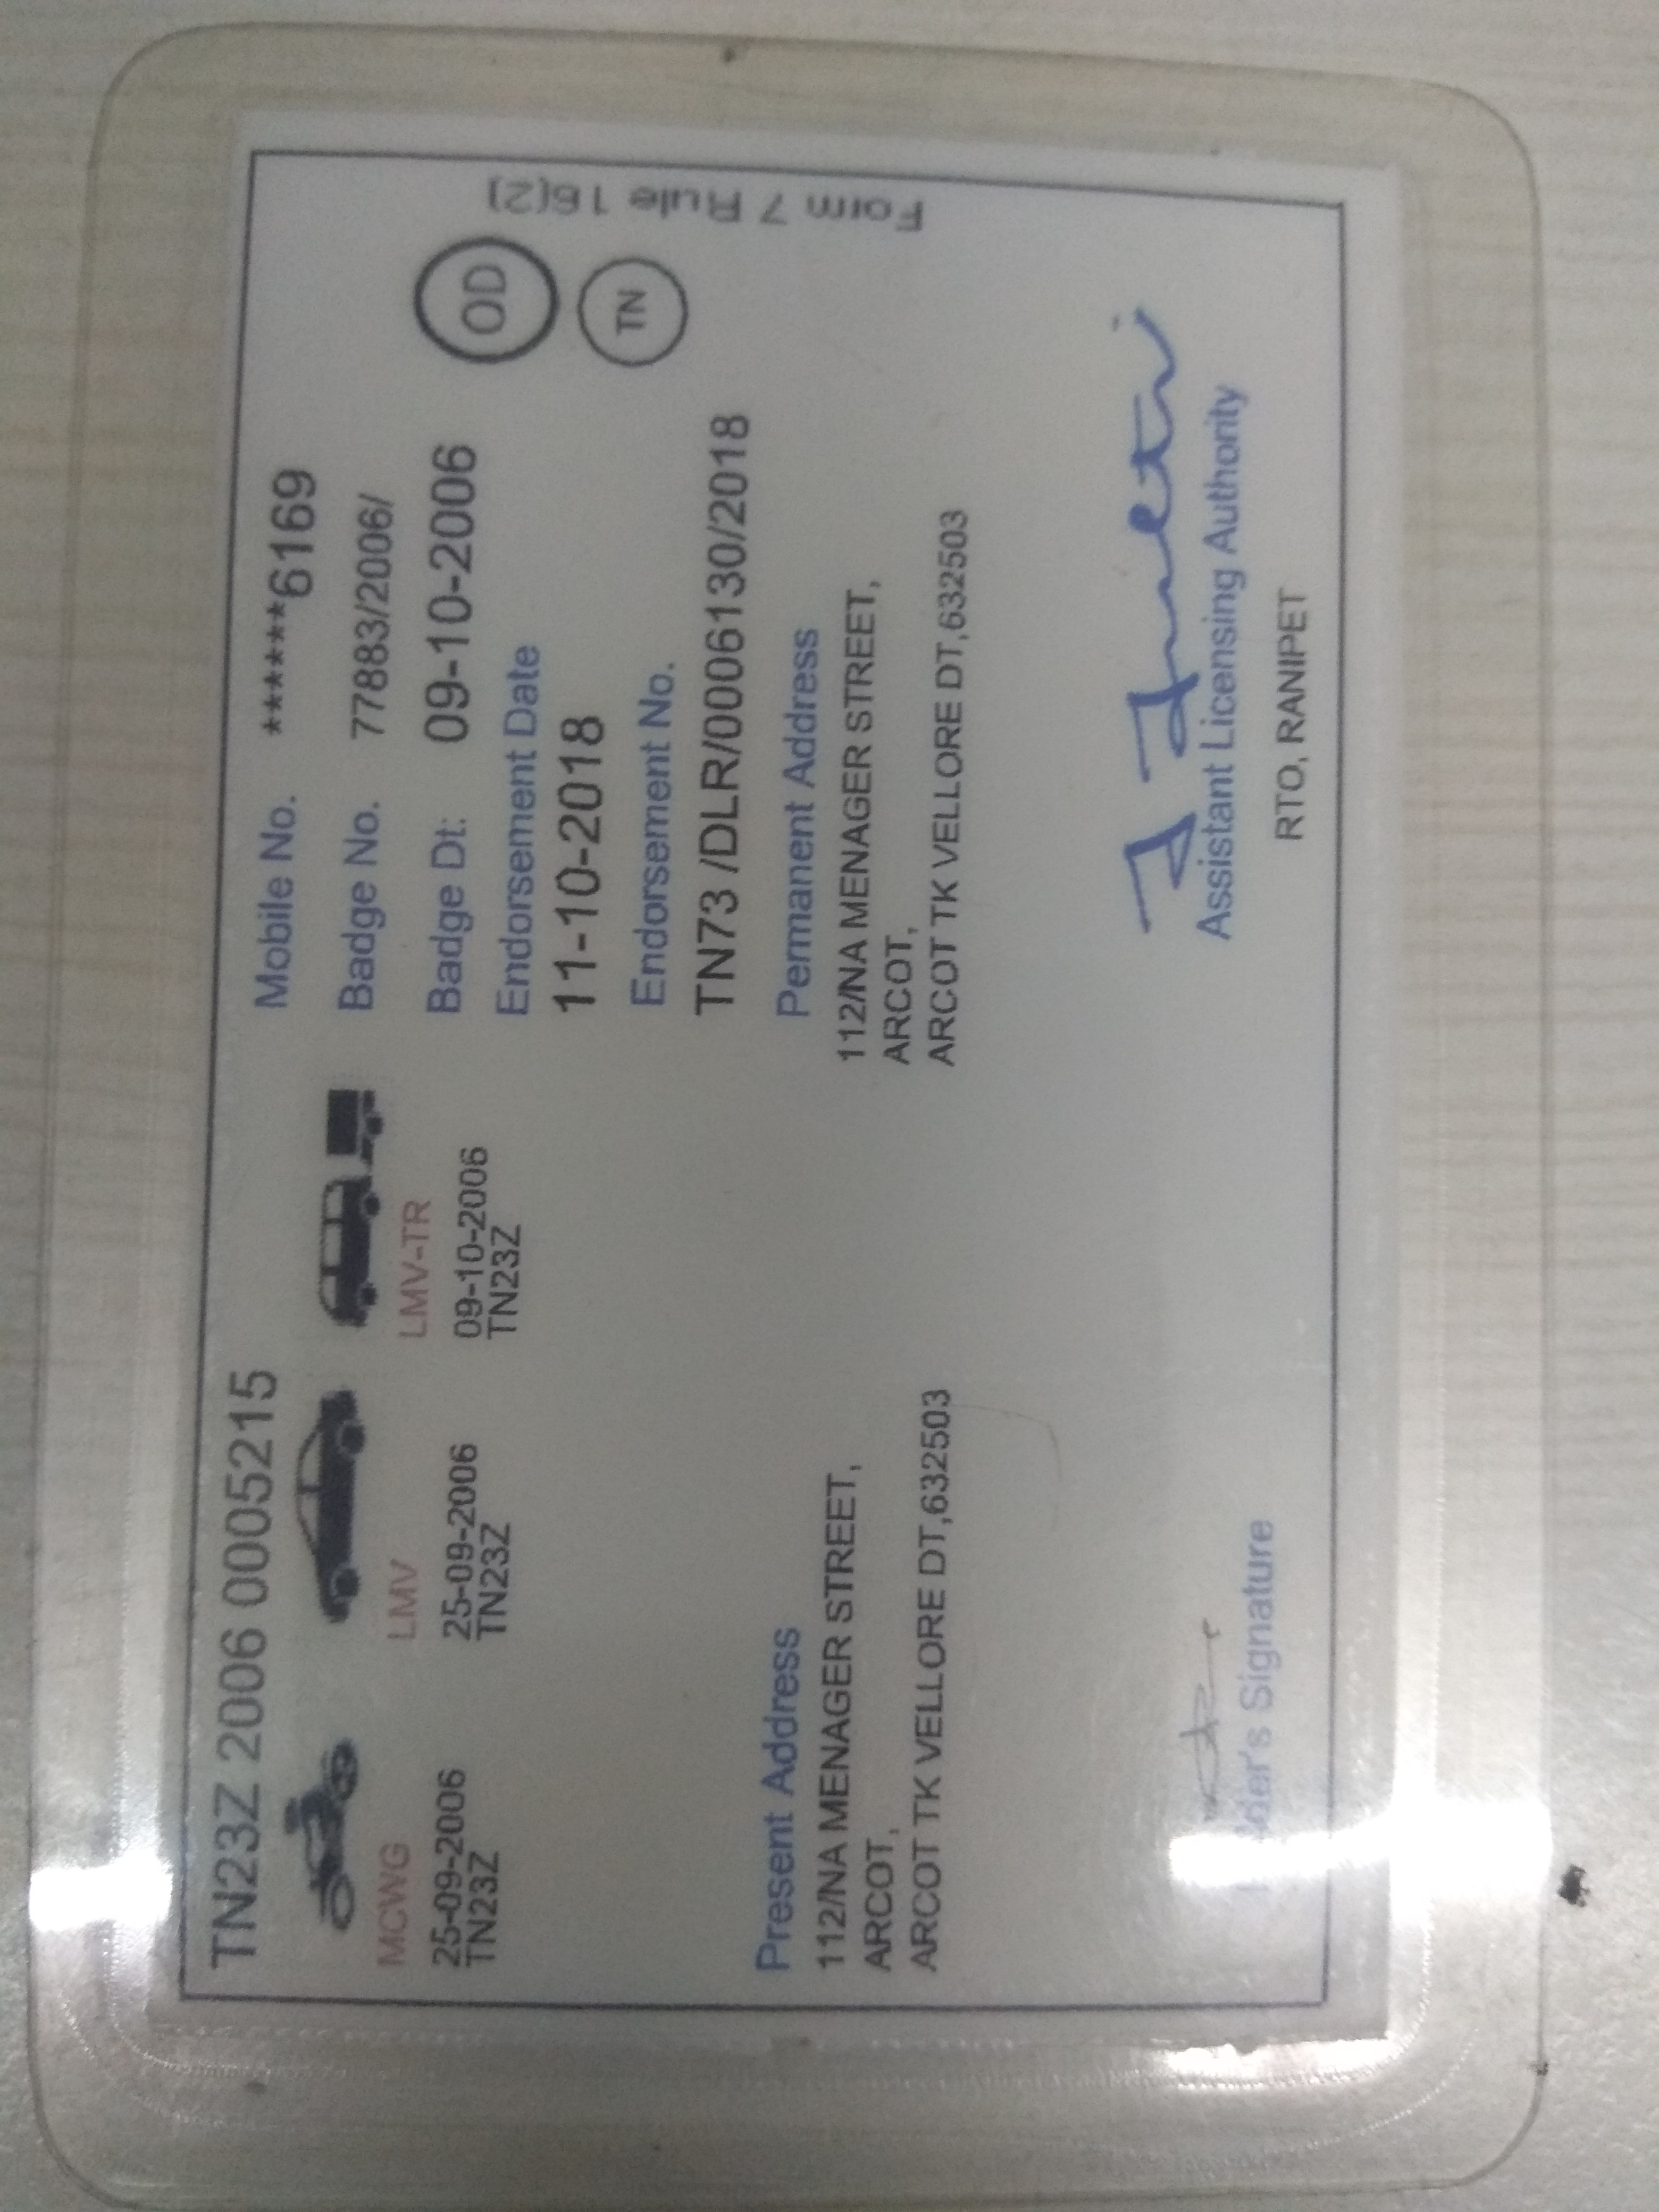 TN23Z 2006 0005215
MCWG
25-09-2006
TN23Z
LMV
25-09-2006
TN23Z
LMV-TR
09-10-2006
TN23Z
Mobile No. ******6169
Badge No. 77883/2006/
Badge Dt: 09-10-2006
Endorsement Date
11-10-2018
Endorsement No.
TN73 /DLR/0006130/2018
OD
TN
Form 7 Rule 16(2)
Present Address
112/NA MENAGER STREET,
ARCOT,
ARCOT TK VELLORE DT,632503
Permanent Address
112/NA MENAGER STREET,
ARCOT,
ARCOT TK VELLORE DT,632503
Signature
Assistant Licensing Authority
RTO, RANIPET